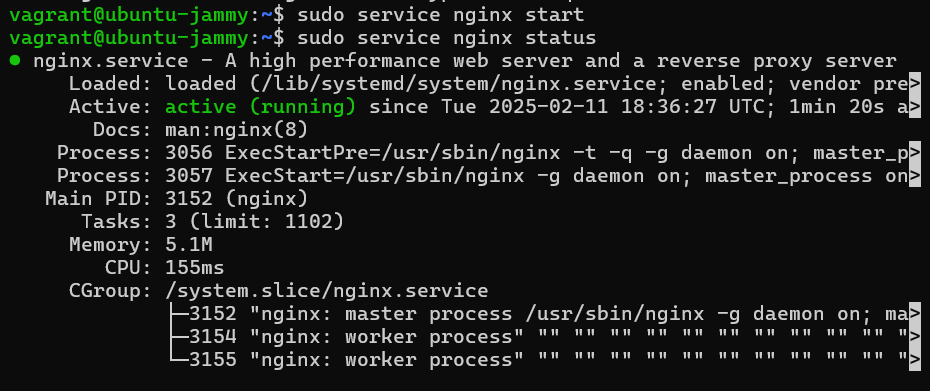 vagrant@ubuntu-jammy:~$ sudo service nginx start
vagrant@ubuntu-jammy:~$ sudo service nginx status
● nginx.service - A high performance web server and a reverse proxy server
     Loaded: loaded (/lib/systemd/system/nginx.service; enabled; vendor pre>
     Active: active (running) since Tue 2025-02-11 18:36:27 UTC; 1min 20s a>
       Docs: man:nginx(8)
    Process: 3056 ExecStartPre=/usr/sbin/nginx -t -q -g daemon on; master_p>
    Process: 3057 ExecStart=/usr/sbin/nginx -g daemon on; master_process on>
   Main PID: 3152 (nginx)
      Tasks: 3 (limit: 1102)
     Memory: 5.1M
        CPU: 155ms
     CGroup: /system.slice/nginx.service
             ├─3152 "nginx: master process /usr/sbin/nginx -g daemon on; ma>
             ├─3154 "nginx: worker process" "" "" "" "" "" "" "" "" "" "" ">
             └─3155 "nginx: worker process" "" "" "" "" "" "" "" "" "" "" ">